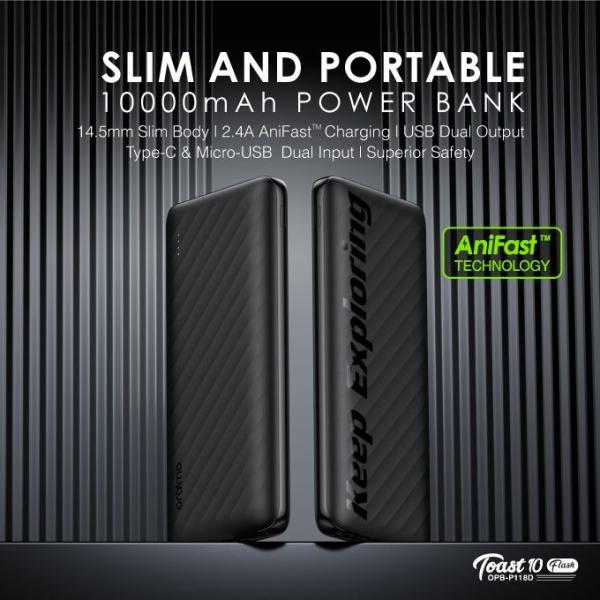 SLIM AND PORTABLE
10000mAh POWER BANK
14.5mm Slim Body | 2.4A AniFast™ Charging | USB Dual Output
Type-C & Micro-USB Dual Input | Superior Safety
AniFast™
TECHNOLOGY
Keep Exploring
oraimo
Toast 10 Flash
OPB-P118D